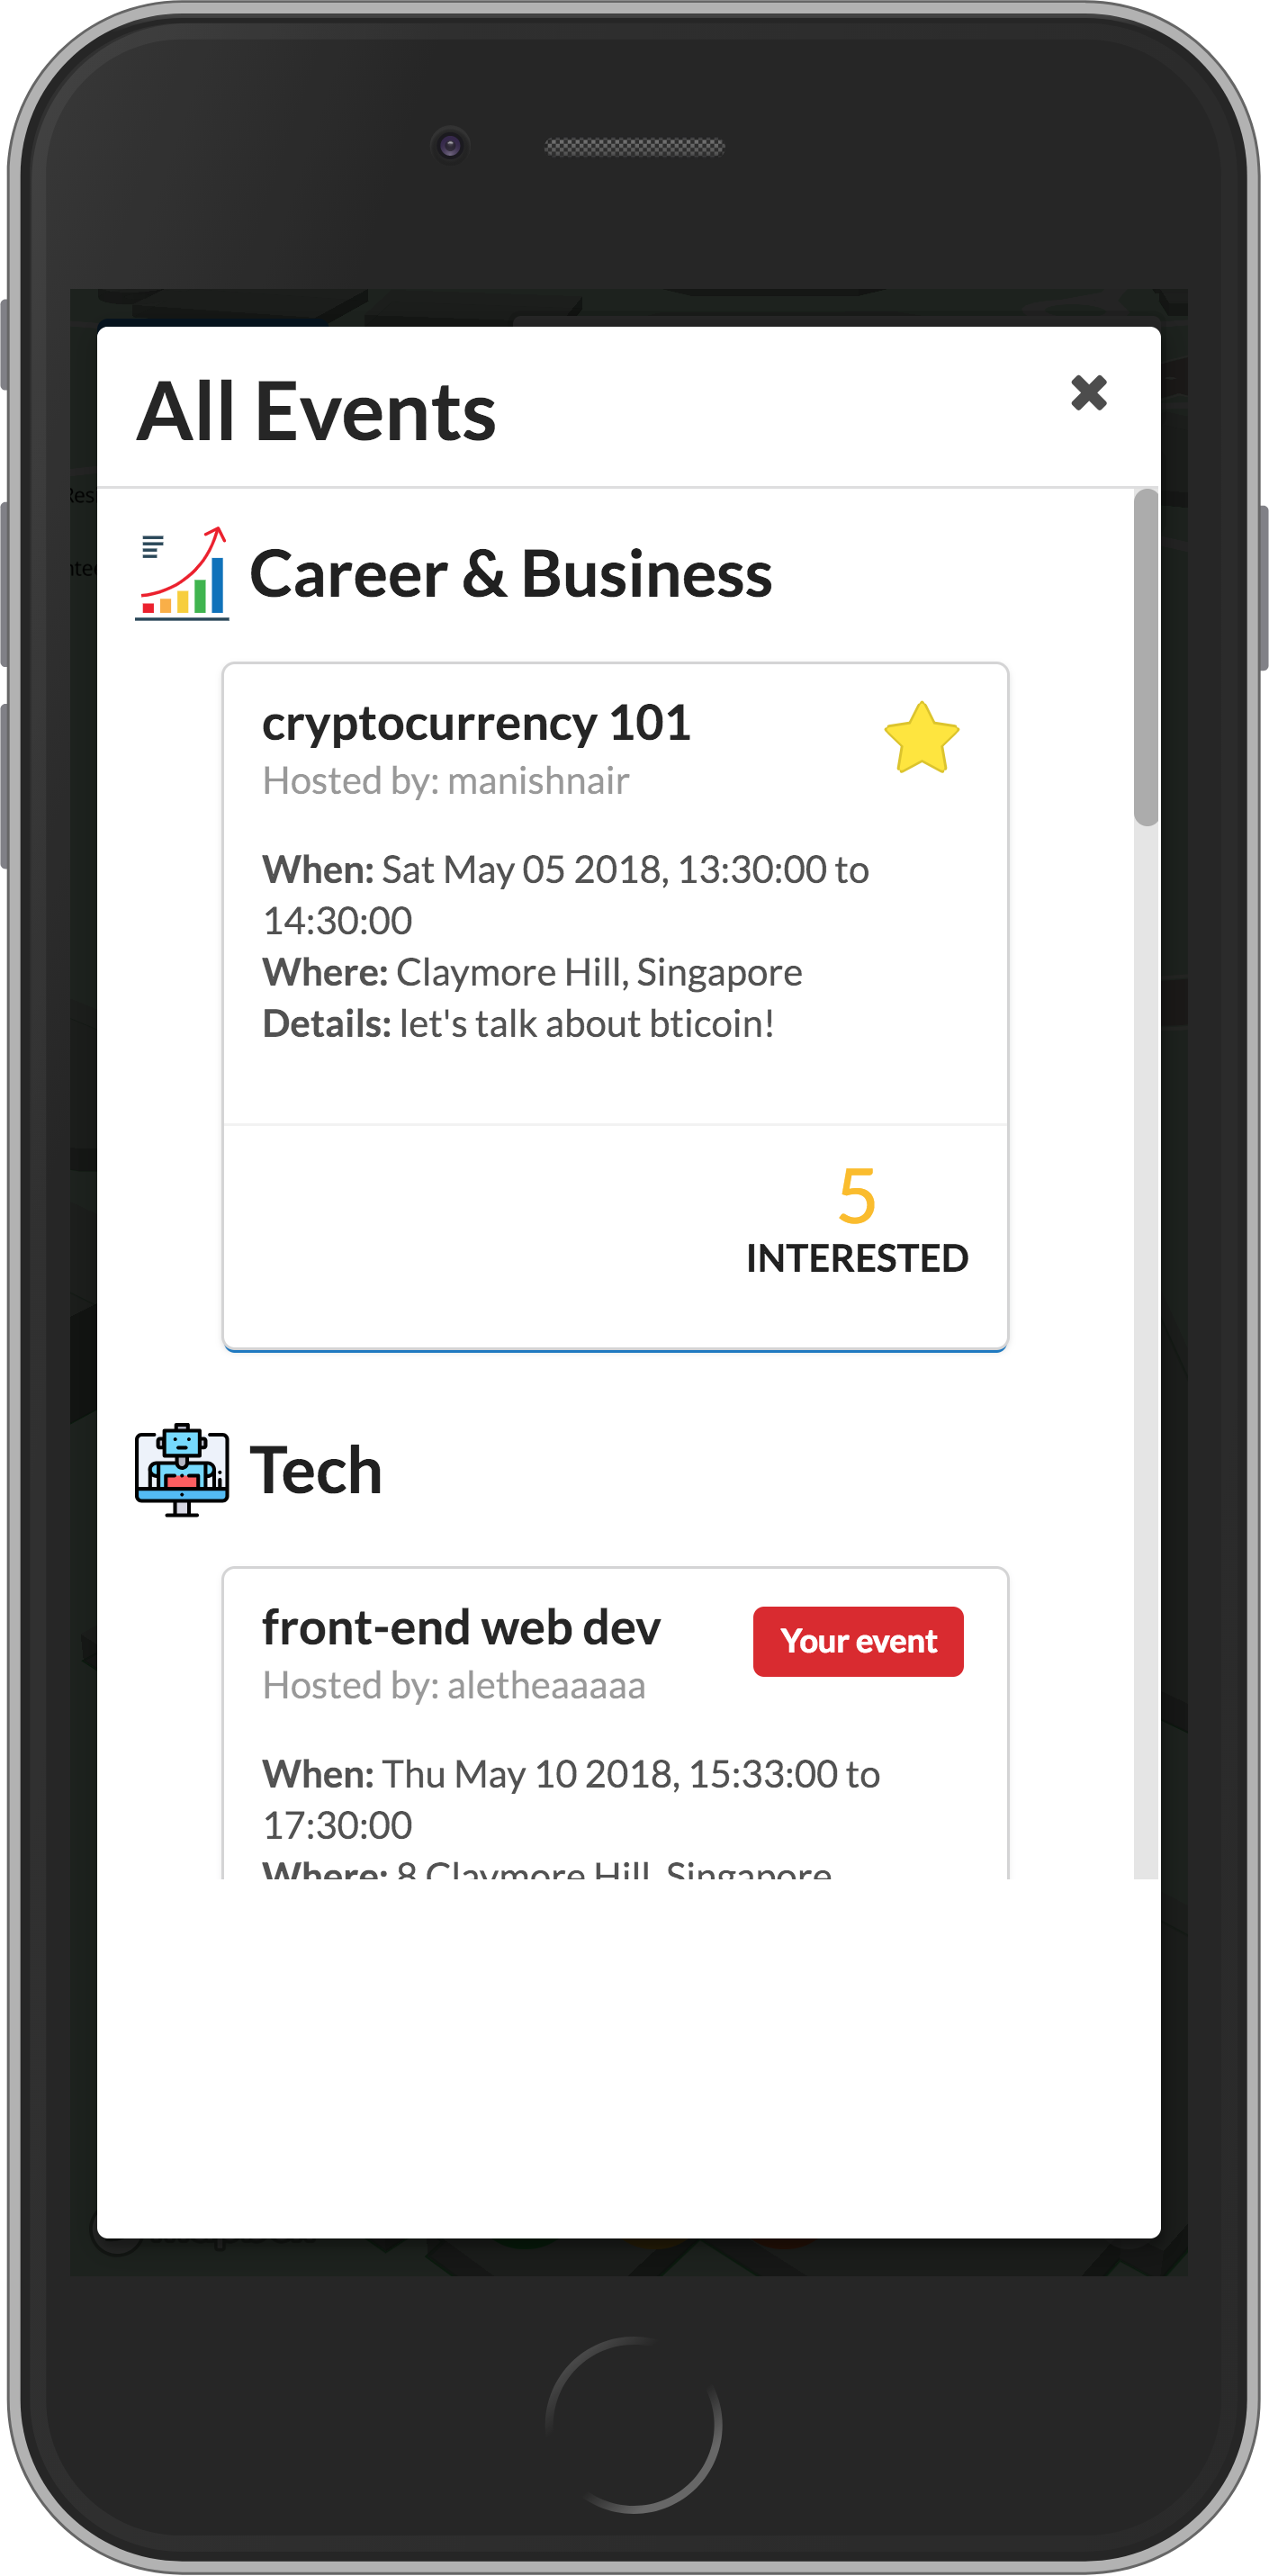 All Events
Career & Business
cryptocurrency 101
Hosted by: manishnair
When: Sat May 05 2018, 13:30:00 to
14:30:00
Where: Claymore Hill, Singapore
Details: let's talk about bticoin!
5
INTERESTED
Tech
front-end web dev
Your event
Hosted by: aletheaaaaa
When: Thu May 10 2018, 15:33:00 to
17:30:00
Where: 8 Claymore Hill, Singapore